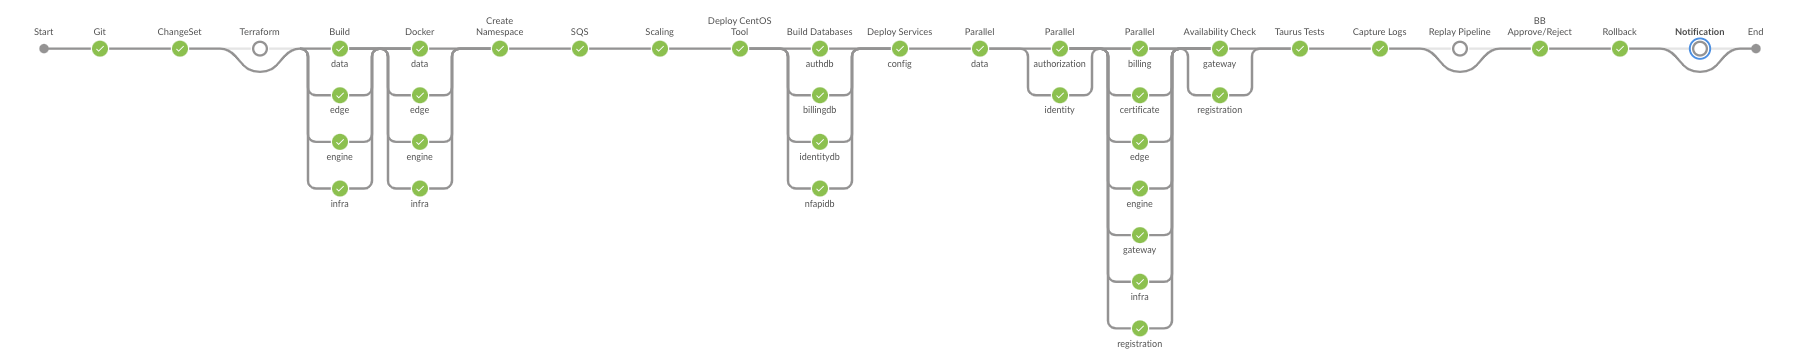 Start
Git
ChangeSet
Terraform
Build
data
edge
engine
infra
Docker
data
edge
engine
infra
Create
Namespace
SQS
Scaling
Deploy CentOS
Tool
Build Databases
authdb
billingdb
identitydb
nfapidb
Deploy Services
config
Parallel
data
Parallel
authorization
identity
Parallel
billing
certificate
edge
engine
gateway
infra
registration
Availability Check
gateway
registration
Taurus Tests
Capture Logs
Replay Pipeline
BB
Approve/Reject
Rollback
Notification
End